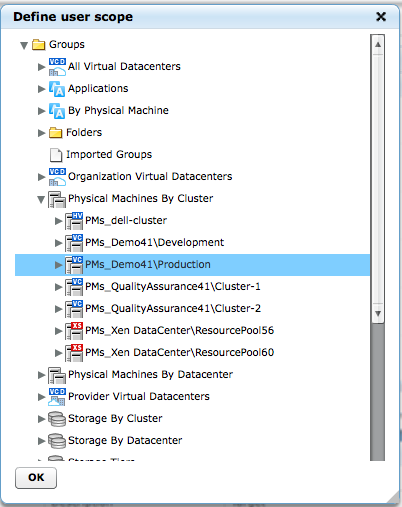 Define user scope
Groups
All Virtual Datacenters
Applications
By Physical Machine
Folders
Imported Groups
Organization Virtual Datacenters
Physical Machines By Cluster
PMs_dell-cluster
PMs_Demo41\Development
PMs_Demo41\Production
PMs_QualityAssurance41\Cluster-1
PMs_QualityAssurance41\Cluster-2
PMs_Xen DataCenter\ResourcePool56
PMs_Xen DataCenter\ResourcePool60
Physical Machines By Datacenter
Provider Virtual Datacenters
Storage By Cluster
Storage By Datacenter
Storage Tiers
OK